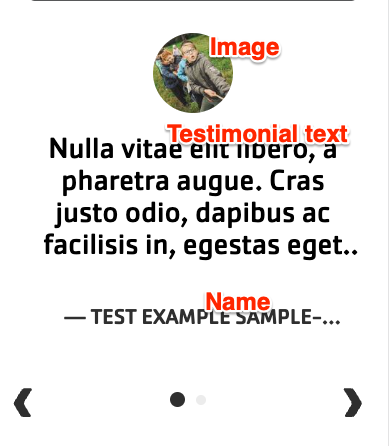 Image
Testimonial text
Nulla vitae elit libero, a
pharetra augue. Cras
justo odio, dapibus ac
facilisis in, egestas eget..
Name
— TEST EXAMPLE SAMPLE-...